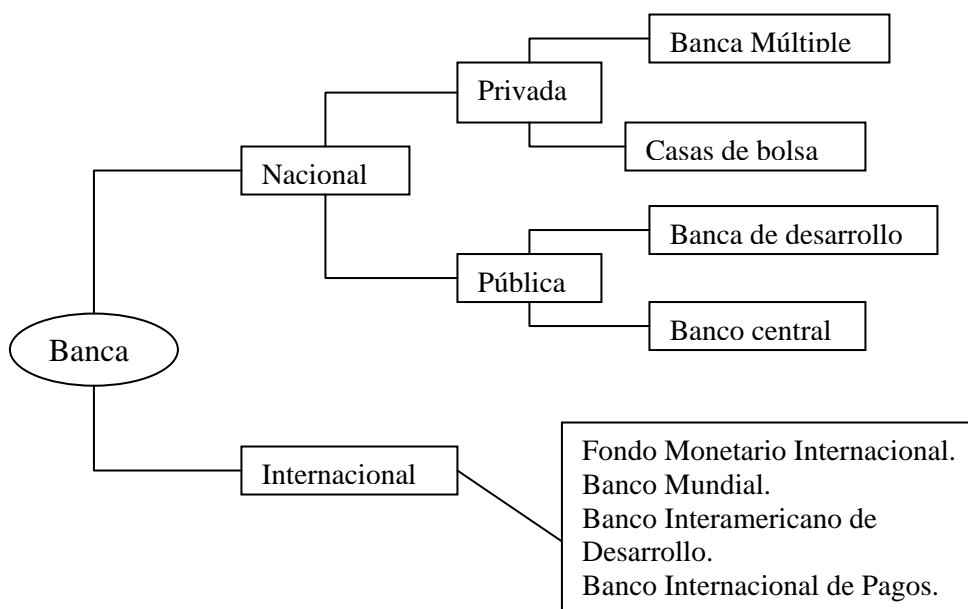 Banca Múltiple
Privada
Casas de bolsa
Nacional
Banca de desarrollo
Pública
Banco central
Banca
Internacional
Fondo Monetario Internacional.
Banco Mundial.
Banco Interamericano de
Desarrollo.
Banco Internacional de Pagos.